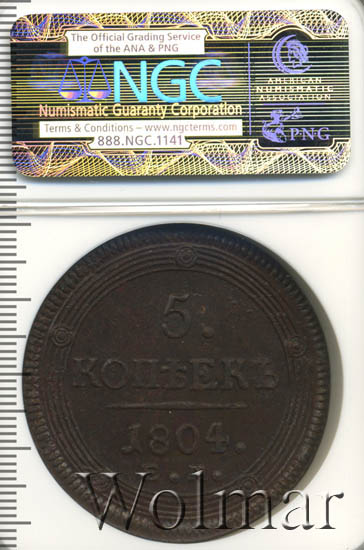 The Official Grading Service
of the ANA & PNG
NGC
Numismatic Guaranty Corporation
Terms & Conditions – www.ngcterms.com
888.NGC.1141
AMERICAN
NUMISMATIC
ASSOCIATION
PNG
5.
КОПѢЕКЪ
1804.
Wolmar